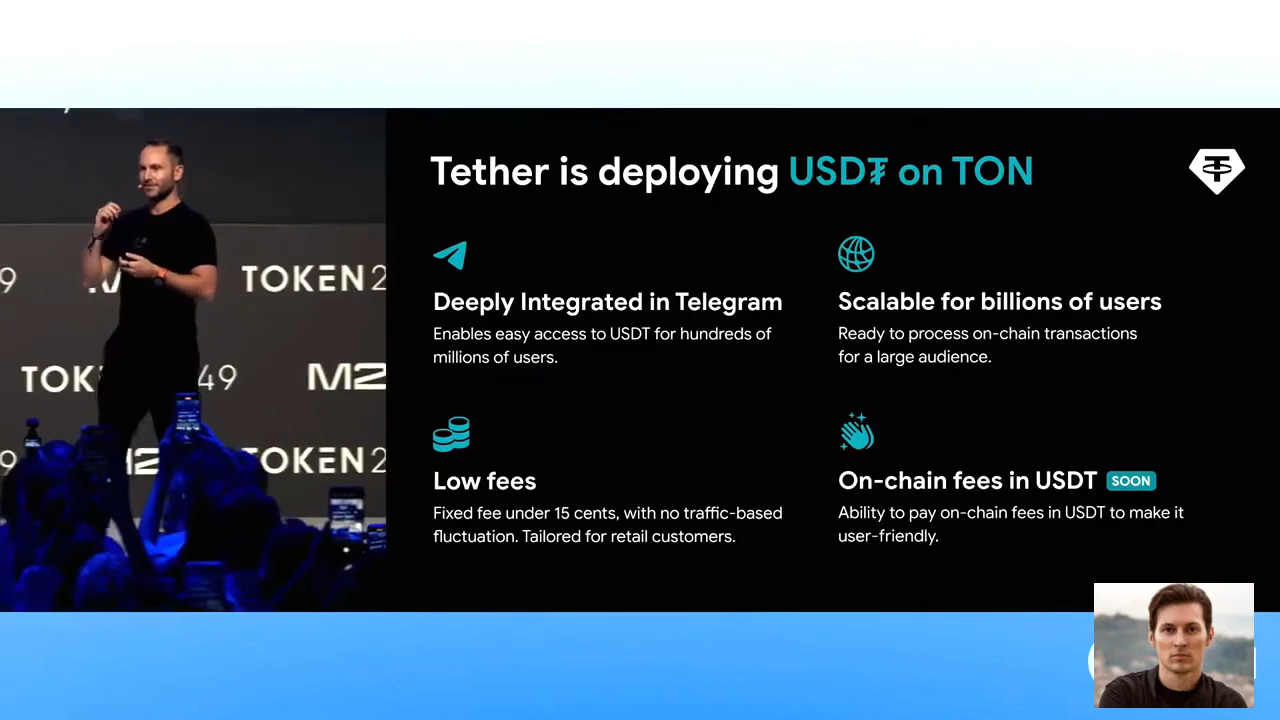 Tether is deploying USD₮ on TON
Deeply Integrated in Telegram
Enables easy access to USDT for hundreds of
millions of users.
Scalable for billions of users
Ready to process on-chain transactions
for a large audience.
Low fees
Fixed fee under 15 cents, with no traffic-based
fluctuation. Tailored for retail customers.
On-chain fees in USDT SOON
Ability to pay on-chain fees in USDT to make it
user-friendly.
9 TOKEN2
TOK 49 M2
9 M2 TOKEN2